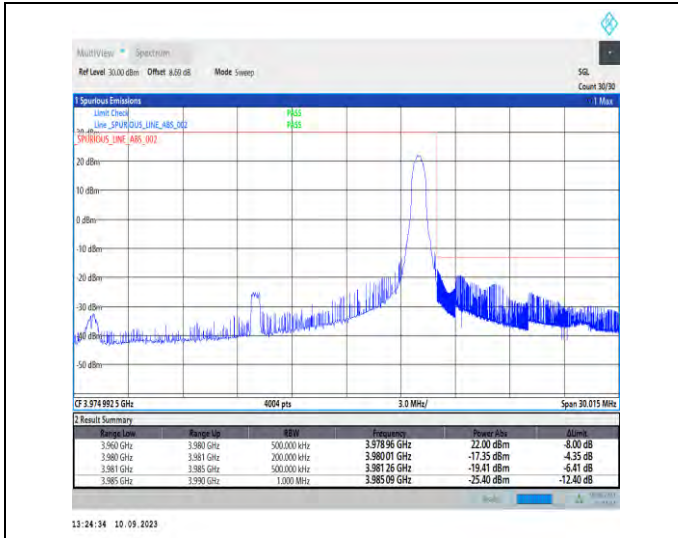 MultiView Spectrum
Ref Level 30.00 dBm Offset 8.69 dB Mode Sweep SGL
Count 30/30
1 Spurious Emissions 1 Max
Limit Check PASS
Line _SPURIOUS_LINE_ABS_002 PASS
_SPURIOUS_LINE_ABS_002
20 dBm
10 dBm
0 dBm
-10 dBm
-20 dBm
-30 dBm
-40 dBm
-50 dBm
CF 3.974 992 5 GHz 4004 pts 3.0 MHz/ Span 30.015 MHz
2 Result Summary
Range Low Range Up RBW Frequency Power Abs ΔLimit
3.960 GHz 3.980 GHz 500.000 kHz 3.978 96 GHz 22.00 dBm -8.00 dB
3.980 GHz 3.981 GHz 200.000 kHz 3.980 01 GHz -17.35 dBm -4.35 dB
3.981 GHz 3.985 GHz 500.000 kHz 3.981 26 GHz -19.41 dBm -6.41 dB
3.985 GHz 3.990 GHz 1.000 MHz 3.985 09 GHz -25.40 dBm -12.40 dB
13:24:34 10.09.2023